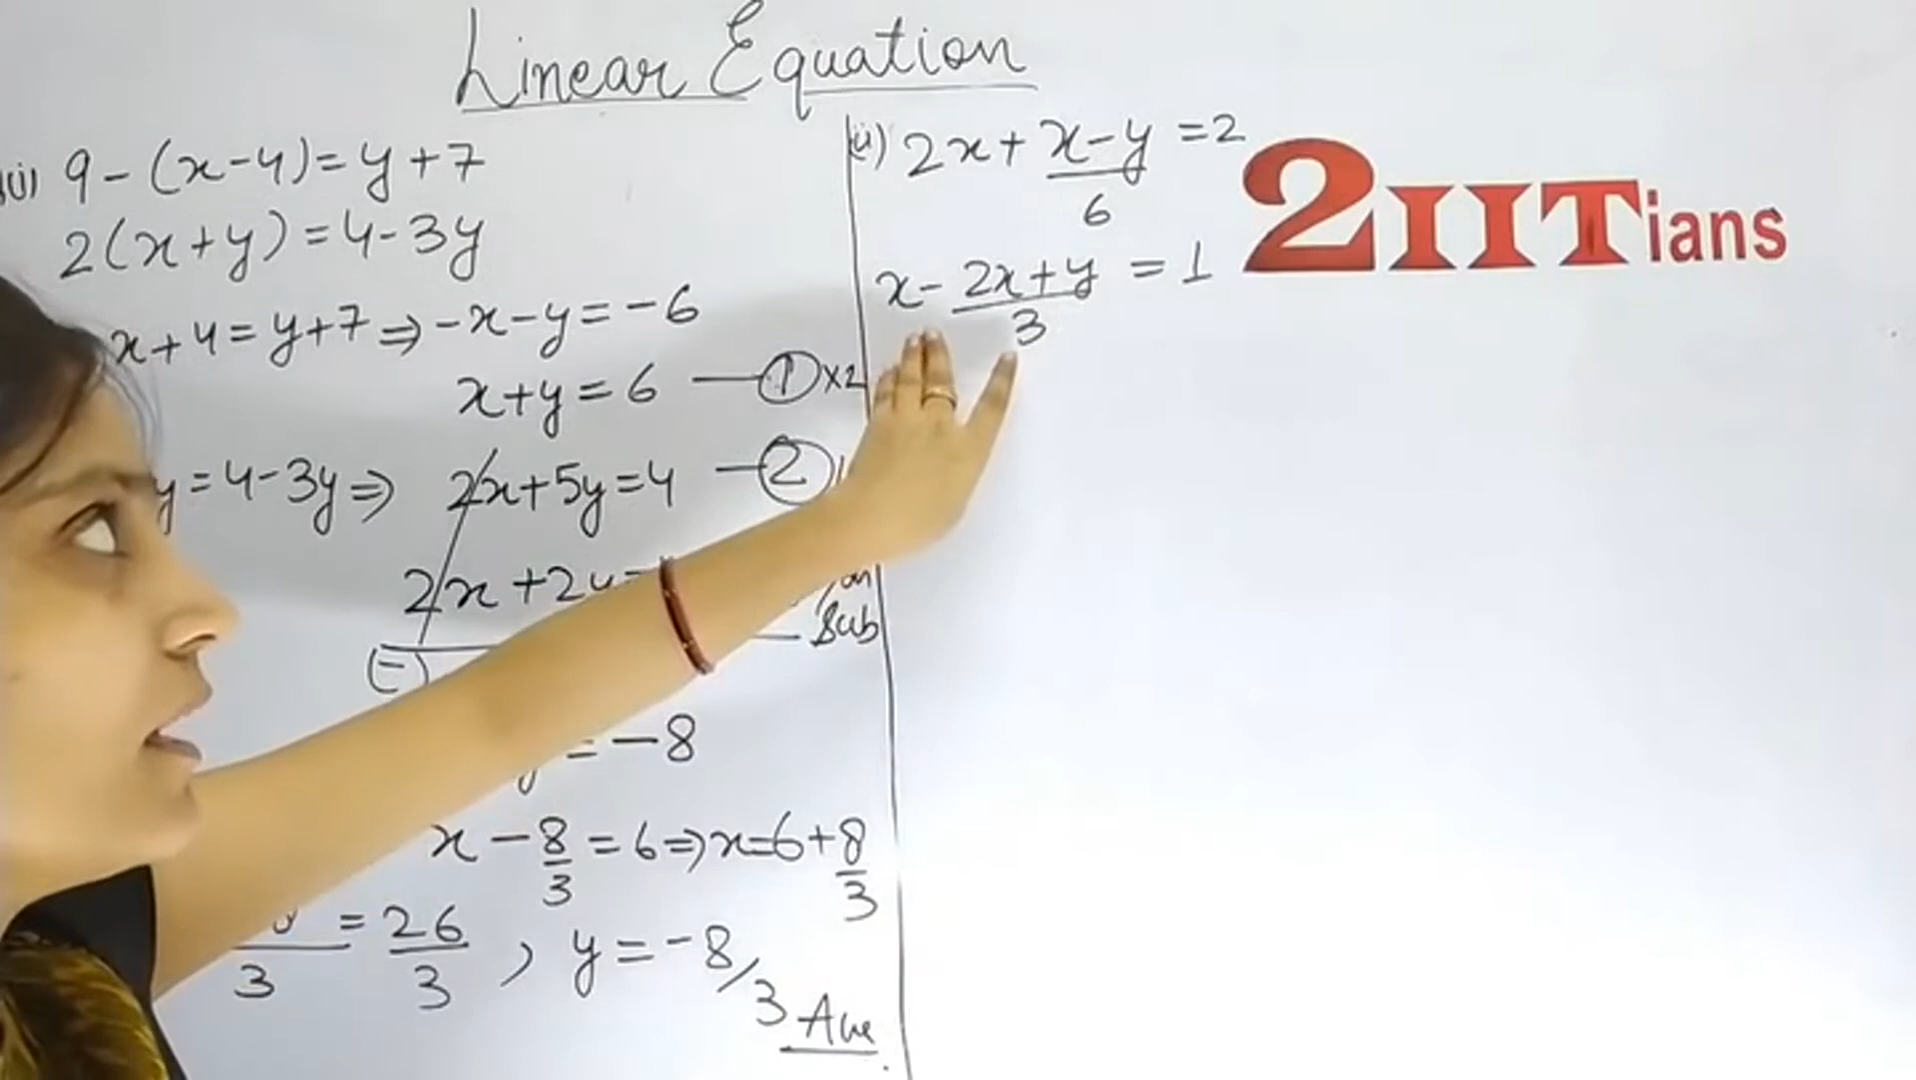 Linear Equation
9-(x-4)=y+7
2(x+y)=4-3y
x+4=y+7⇒-x-y=-6
x+y=6 —① ×2
y=4-3y⇒ 2x+5y=4 —②
2x+2y=
Sub
(-)
y=-8
x-8/3=6⇒x=6+8/3
3 =26/3, y=-8/3 Ans
ii) 2x+x-y/6=2
x-2x+y/3=1
2IITians